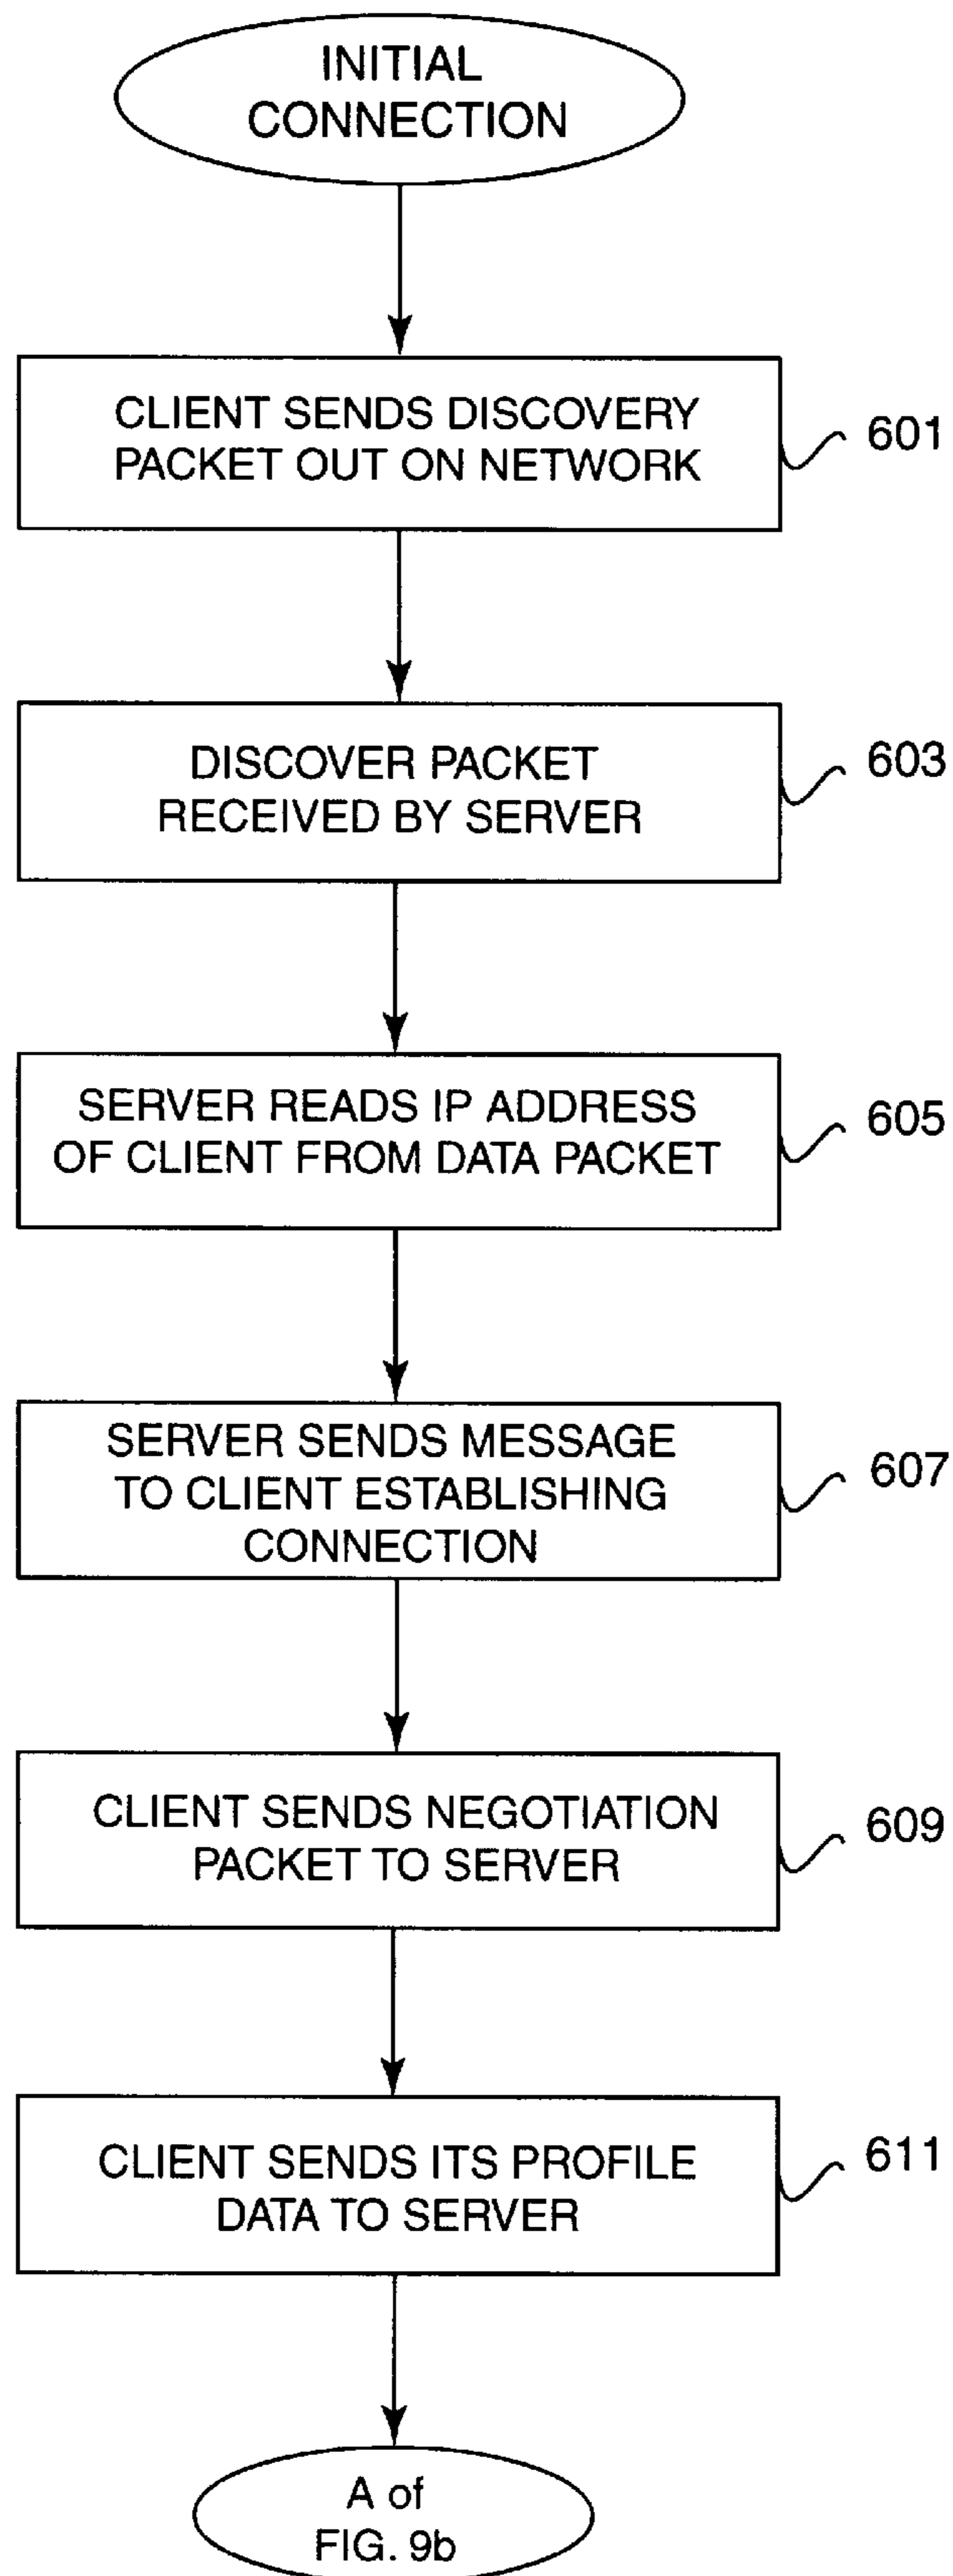 INITIAL
CONNECTION
CLIENT SENDS DISCOVERY
PACKET OUT ON NETWORK
601
DISCOVER PACKET
RECEIVED BY SERVER
603
SERVER READS IP ADDRESS
OF CLIENT FROM DATA PACKET
605
SERVER SENDS MESSAGE
TO CLIENT ESTABLISHING
CONNECTION
607
CLIENT SENDS NEGOTIATION
PACKET TO SERVER
609
CLIENT SENDS ITS PROFILE
DATA TO SERVER
611
A of
FIG. 9b